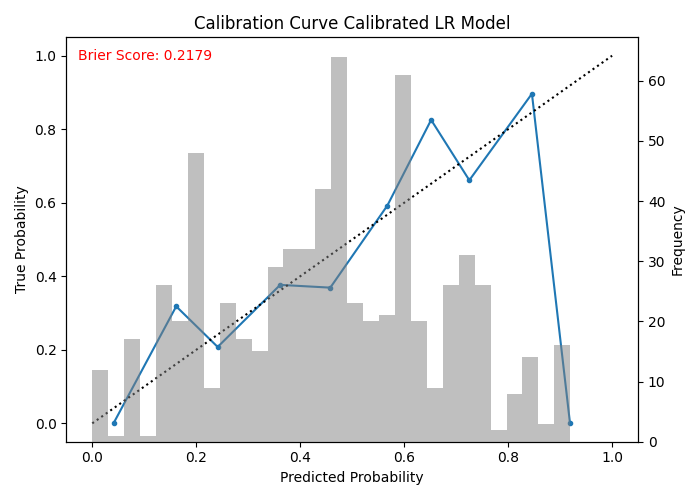 Calibration Curve Calibrated LR Model
Brier Score: 0.2179
1.0
0.8
0.6
0.4
0.2
0.0
True Probability
60
50
40
30
20
10
0
Frequency
0.0 0.2 0.4 0.6 0.8 1.0
Predicted Probability